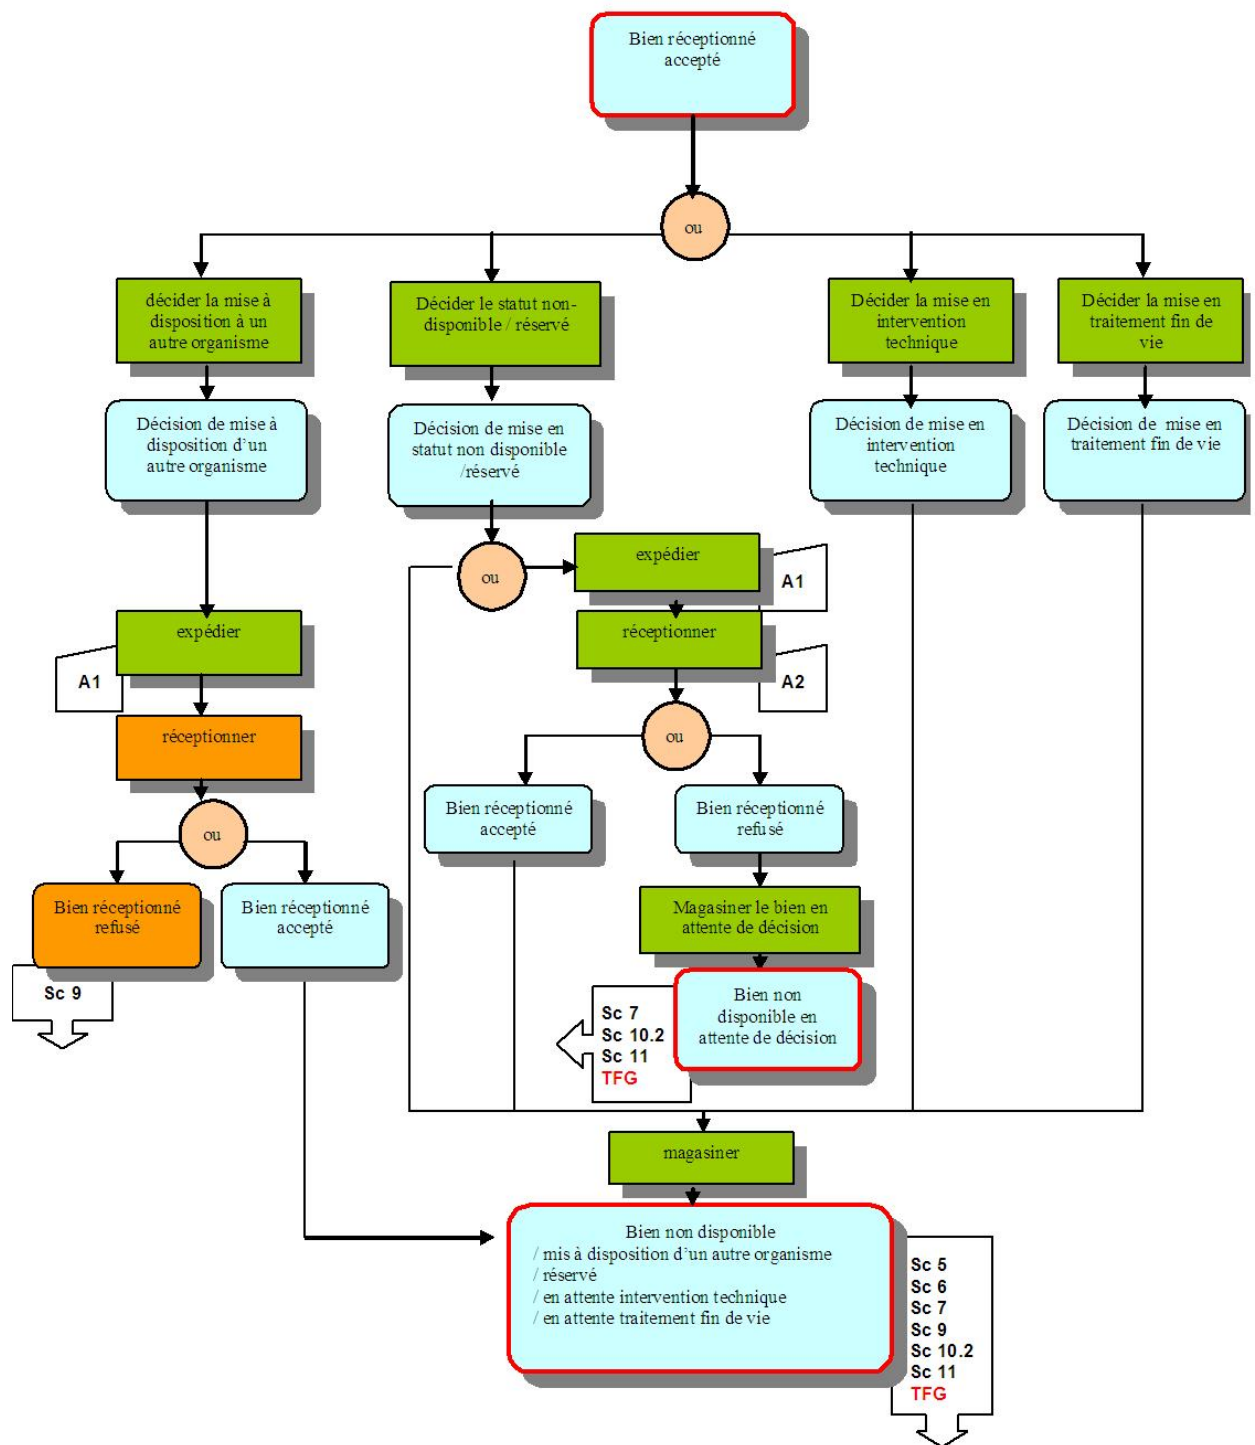 Bien réceptionné
accepté
ou
décider la mise à
disposition à un
autre organisme
Décider le statut non-
disponible / réservé
Décider la mise en
intervention
technique
Décider la mise en
traitement fin de
vie
Décision de mise à
disposition d'un
autre organisme
Décision de mise en
statut non disponible
/réservé
Décision de mise en
intervention
technique
Décision de mise en
traitement fin de vie
ou
expédier
A1
réceptionner
A2
expédier
A1
réceptionner
ou
ou
Bien réceptionné
accepté
Bien réceptionné
refusé
Bien réceptionné
refusé
Bien réceptionné
accepté
Sc 9
Magasiner le bien en
attente de décision
Bien non
disponible en
attente de décision
Sc 7
Sc 10.2
Sc 11
TFG
magasiner
Bien non disponible
/ mis à disposition d'un autre organisme
/ réservé
/ en attente intervention technique
/ en attente traitement fin de vie
Sc 5
Sc 6
Sc 7
Sc 9
Sc 10.2
Sc 11
TFG